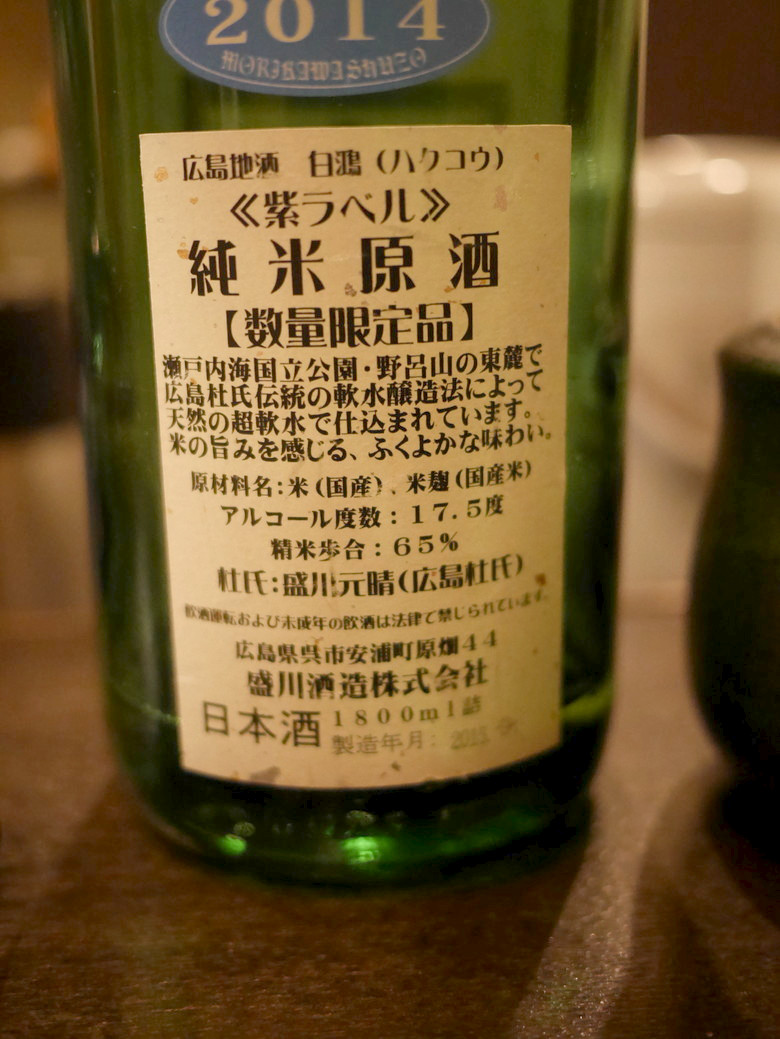 2014
MORIKAWASHUZO
広島地酒 白鴻(ハクコウ)
≪紫ラベル≫
純米原酒
【数量限定品】
瀬戸内海国立公園・野呂山の東麓で
広島杜氏伝統の軟水醸造法によって
天然の超軟水で仕込まれています。
米の旨みを感じる、ふくよかな味わい。
原材料名:米(国産)、米麹(国産米)
アルコール度数:17.5度
精米歩合:65%
杜氏:盛川元晴(広島杜氏)
飲酒運転および未成年の飲酒は法律で禁じられています。
広島県呉市安浦町原畑44
盛川酒造株式会社
日本酒 1800ml詰
製造年月: